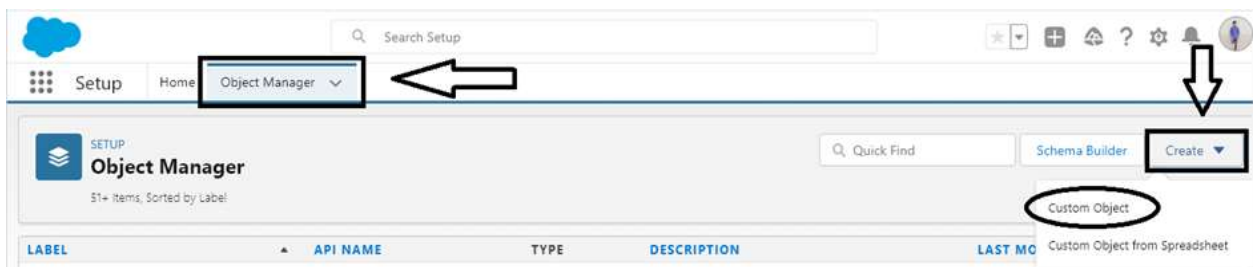 Search Setup
Setup Home Object Manager
SETUP
Object Manager
51+ Items, Sorted by Label
Quick Find Schema Builder Create
Custom Object
Custom Object from Spreadsheet
LABEL API NAME TYPE DESCRIPTION LAST MO